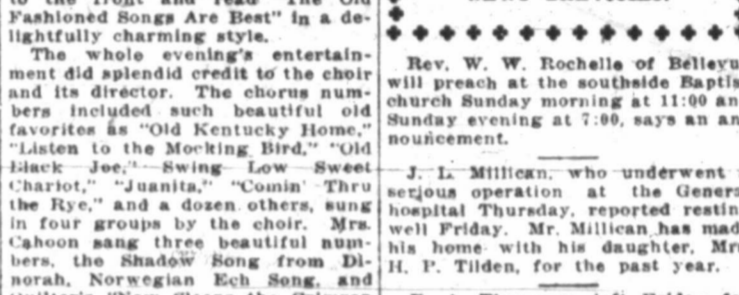 Fashioned Songs Are Best" in a de-
lightfully charming style.
The whole evening's entertain-
ment did splendid credit to the choir
and its director. The chorus num-
bers included such beautiful old
favorites as "Old Kentucky Home,"
"Listen to the Mocking Bird," "Old
Black Joe," Swing Low Sweet
Chariot," "Juanita," "Comin' Thru
the Rye," and a dozen others, sung
in four groups by the choir. Mrs.
Cahoon sang three beautiful num-
bers, the Shadow Song from Di-
norah, Norwegian Ech Song, and
Rev. W. W. Rochelle of Bellevu
will preach at the southside Baptis
church Sunday morning at 11:00 an
Sunday evening at 7:00, says an an
nouncement.
J. L. Millican, who underwent
serious operation at the Genera
hospital Thursday, reported restin
well Friday. Mr. Millican has mad
his home with his daughter, Mr
H. P. Tilden, for the past year.